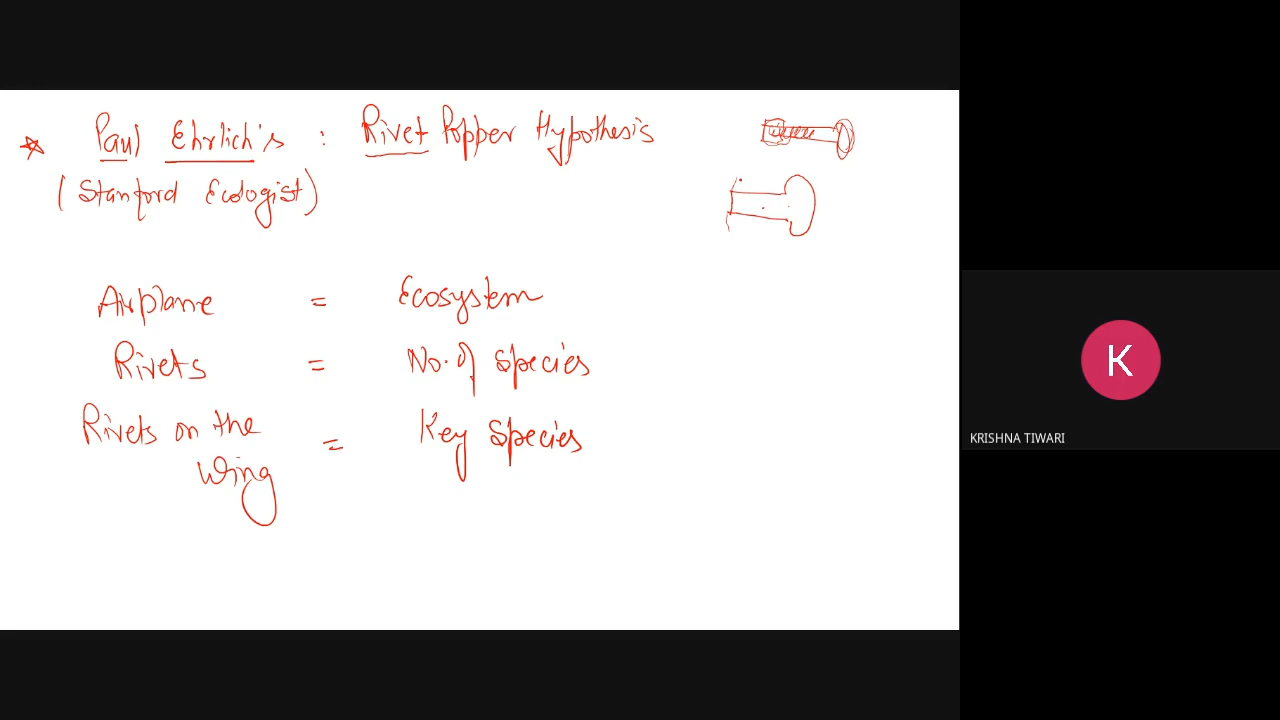 Paul Ehrlich's : Rivet Popper Hypothesis
(Stanford Ecologist)
Airplane = Ecosystem
Rivets = No. of species
Rivets on the wing = Key Species
K
KRISHNA TIWARI